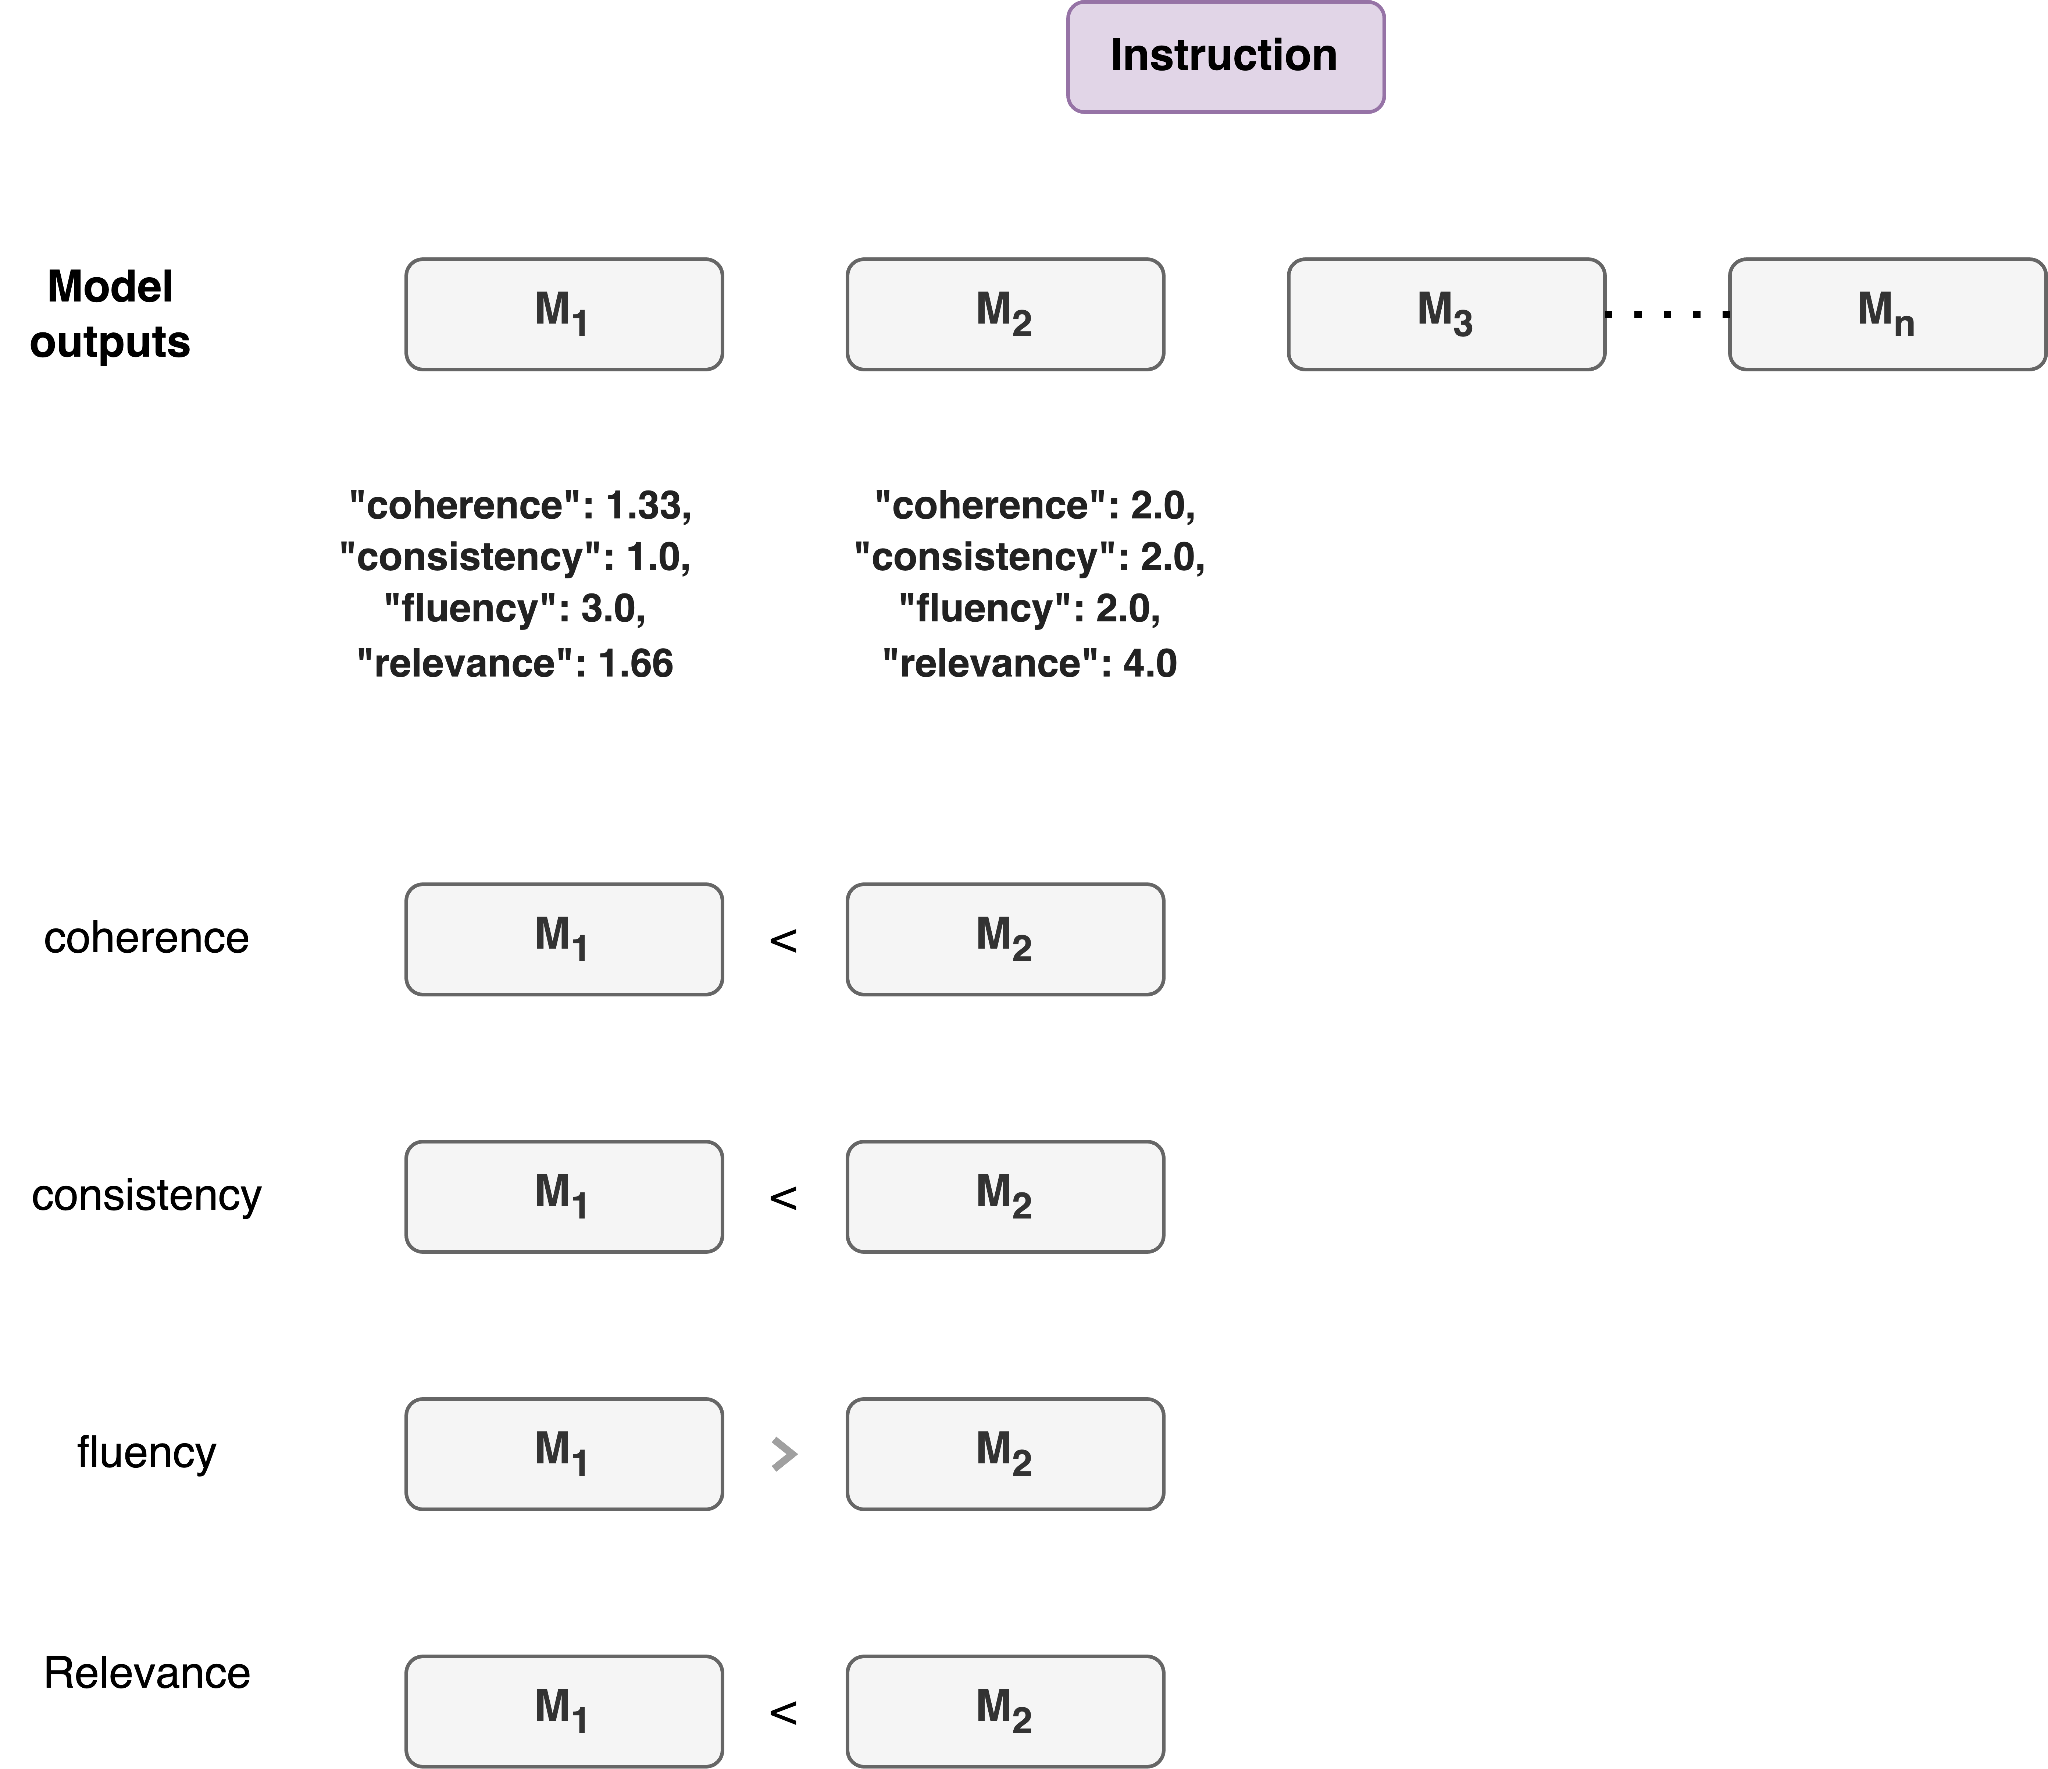 Instruction
Model
outputs
M1
M2
M3
.....
Mn
"coherence": 1.33,
"consistency": 1.0,
"fluency": 3.0,
"relevance": 1.66
"coherence": 2.0,
"consistency": 2.0,
"fluency": 2.0,
"relevance": 4.0
coherence
M1 < M2
consistency
M1 < M2
fluency
M1 > M2
Relevance
M1 < M2